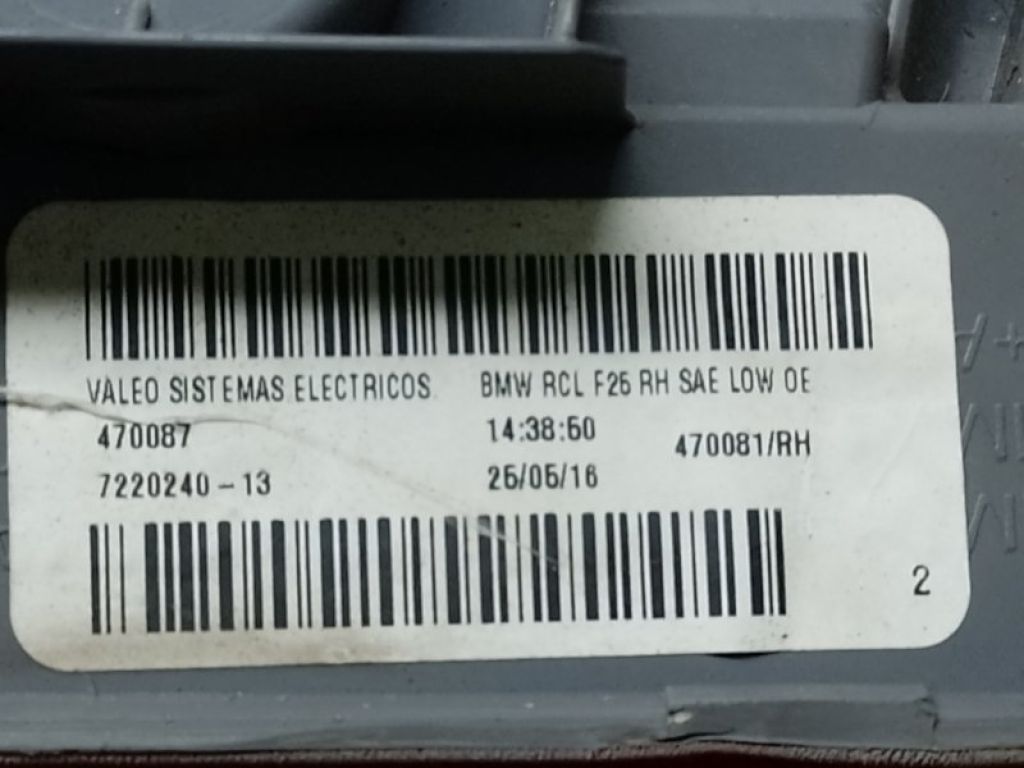 VALEO SISTEMAS ELECTRICOS. BMW RCL F25 RH SAE LOW OE
470087 14:38:50 470081/RH
7220240-13 25/05/16
2